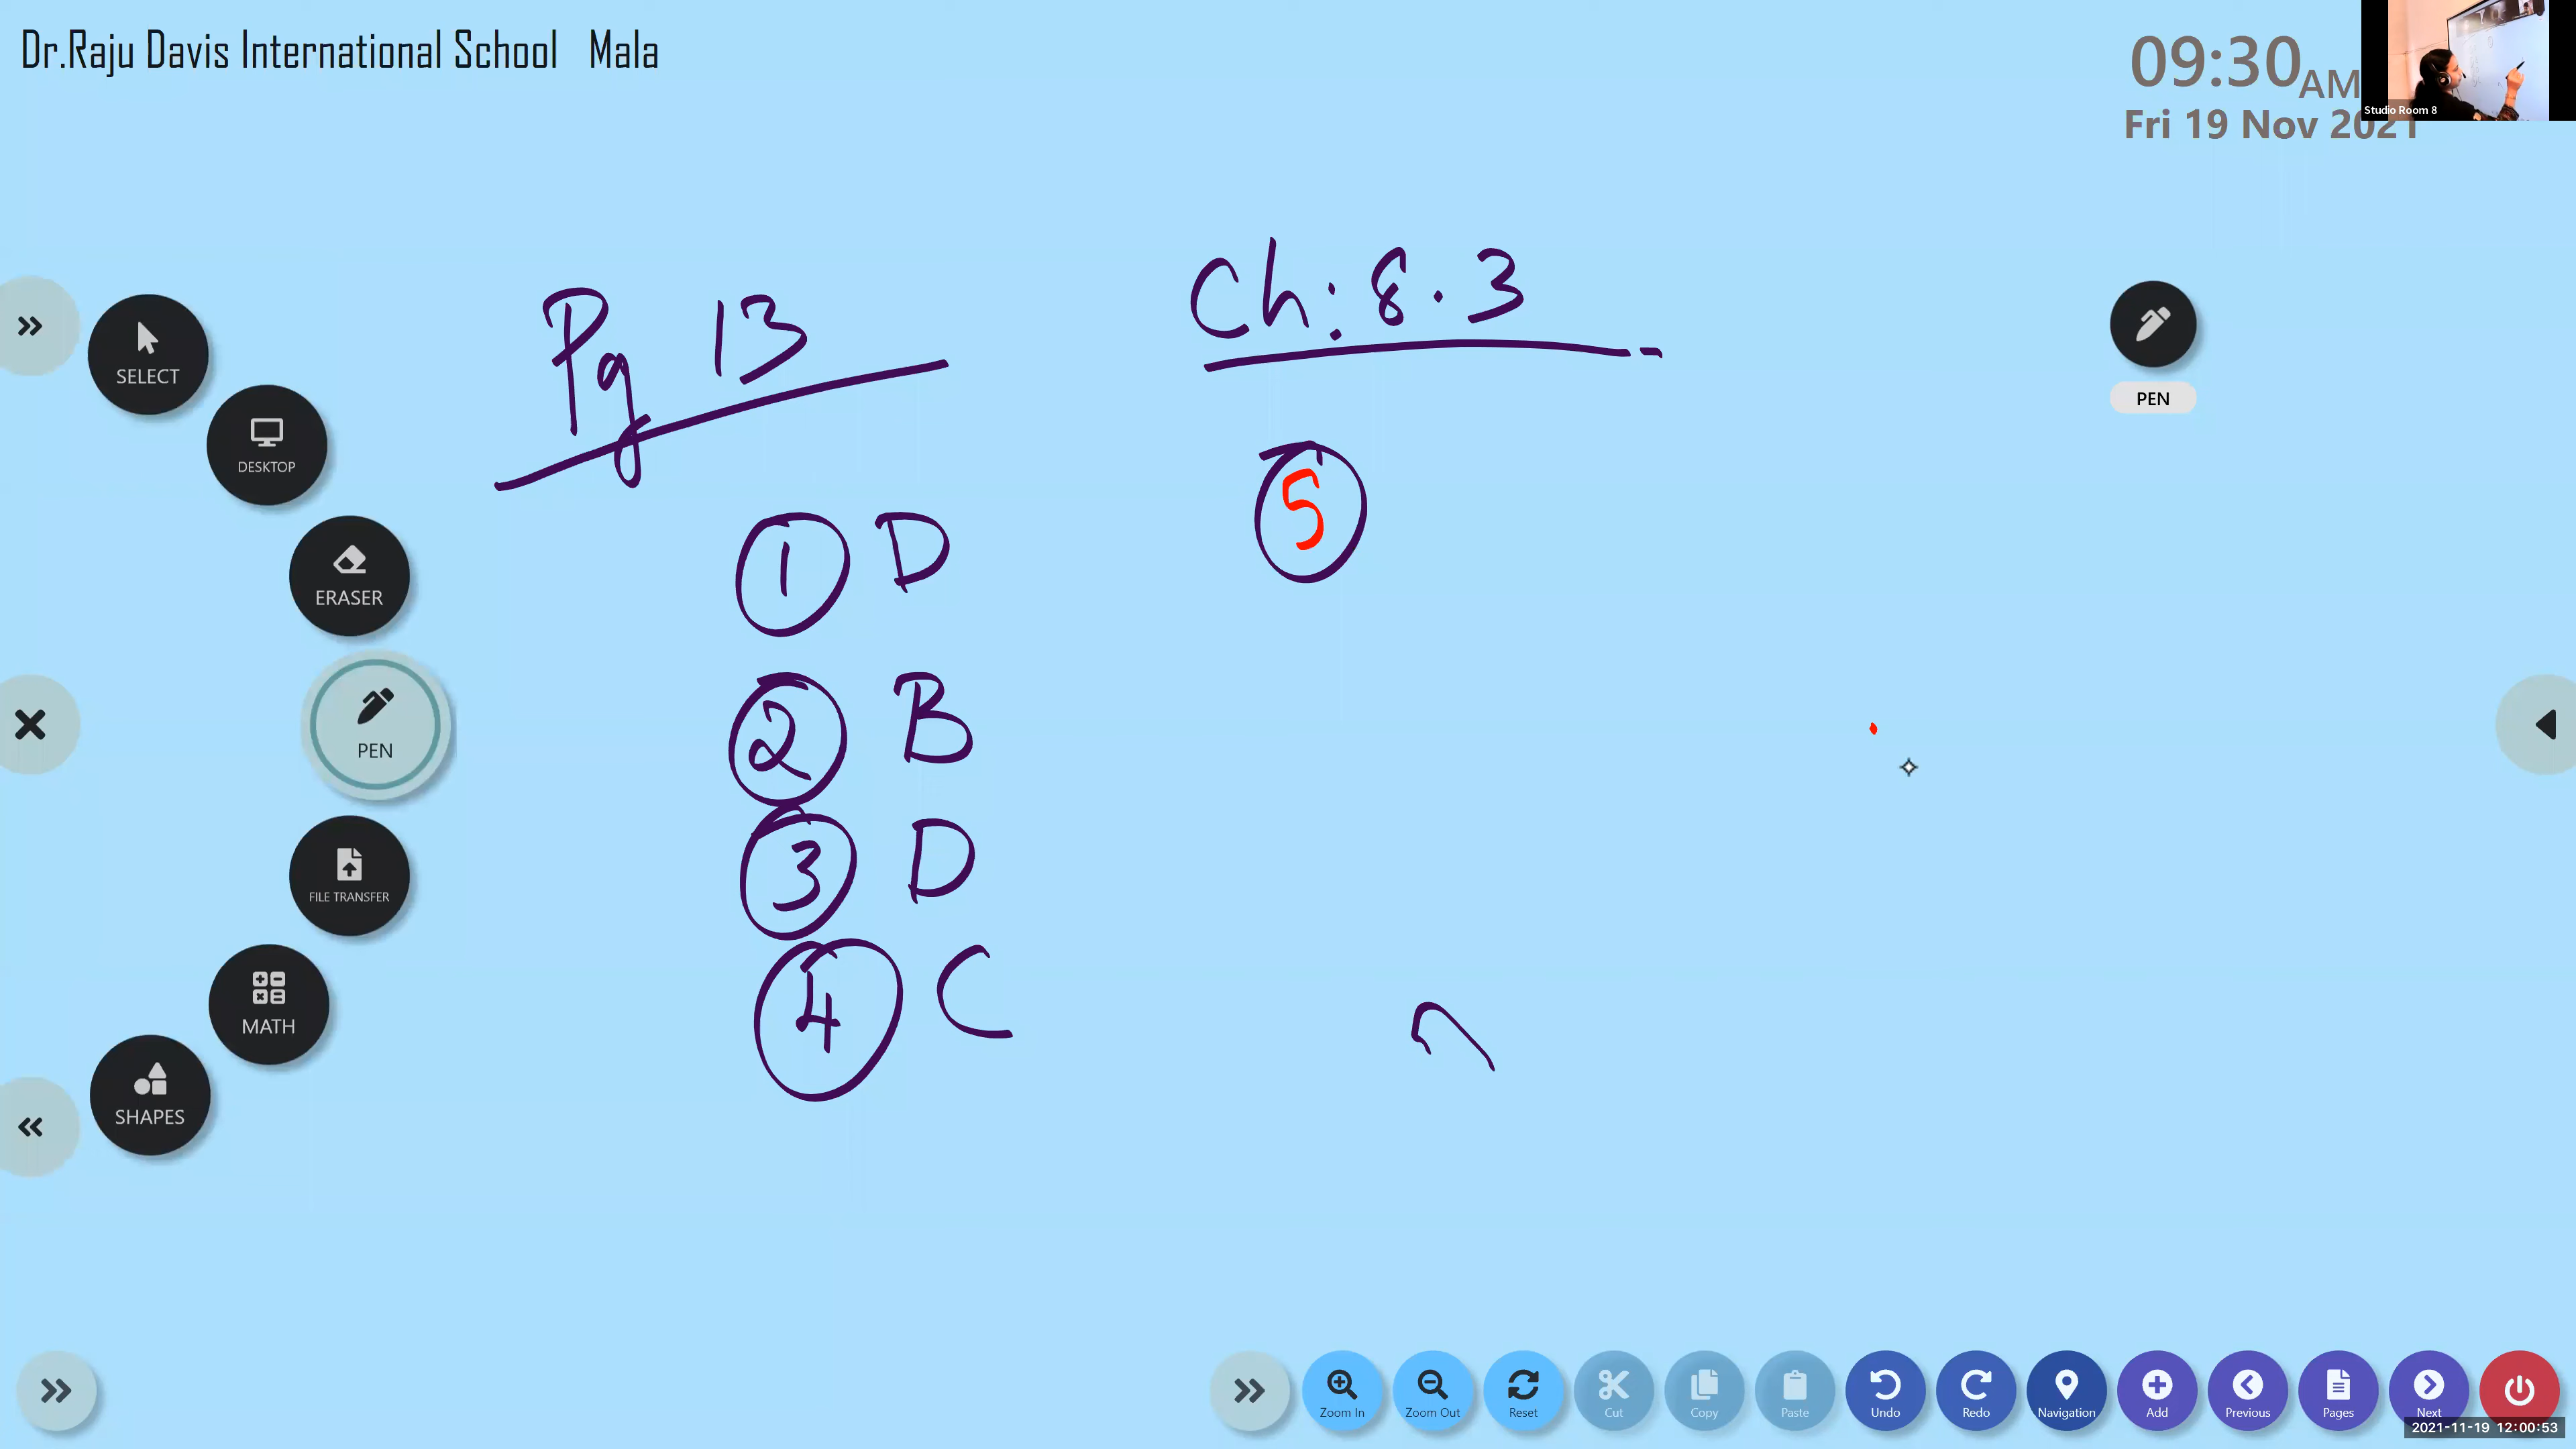 Dr.Raju Davis International School Mala
09:30 AM
Fri 19 Nov 2021
Studio Room 8
Pg 13
Ch: 8.3
5
1 D
2 B
3 D
4 C
SELECT
DESKTOP
ERASER
PEN
FILE TRANSFER
MATH
SHAPES
PEN
Zoom In
Zoom Out
Reset
Cut
Copy
Paste
Undo
Redo
Navigation
Add
Previous
Pages
Next
2021-11-19 12:00:53